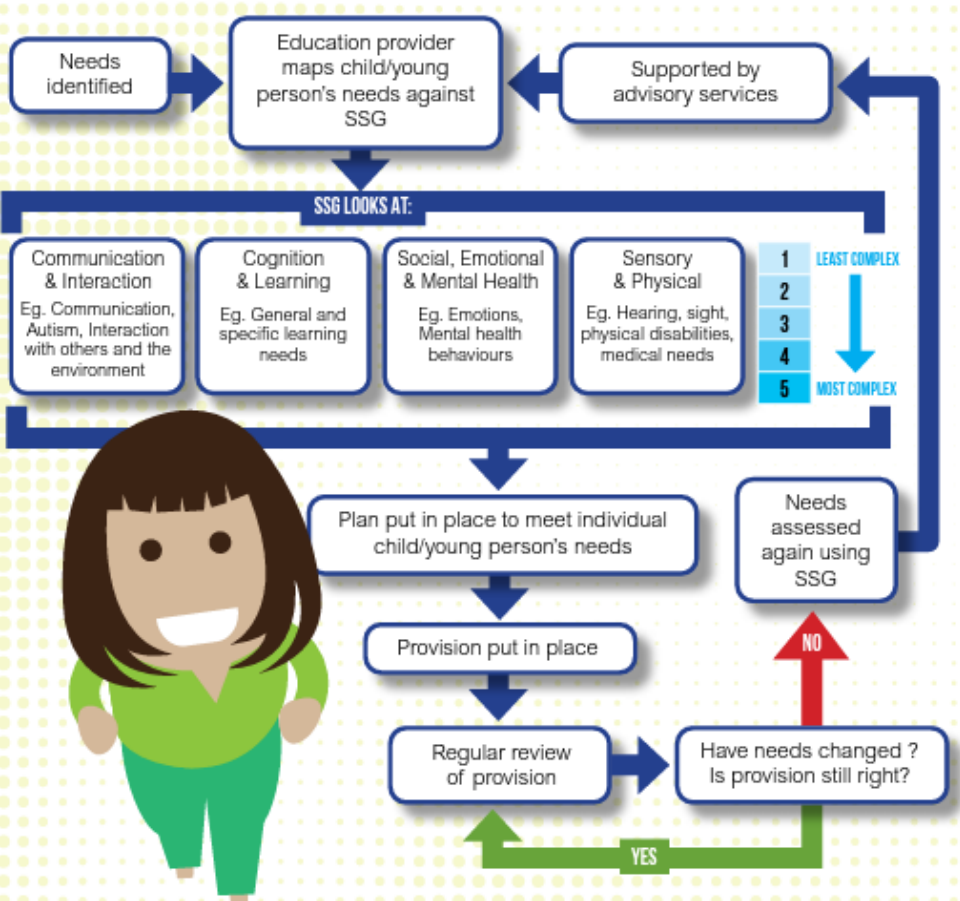 Needs
identified
Education provider
maps child/young
person's needs against
SSG
Supported by
advisory services
SSG LOOKS AT:
Communication
& Interaction
Eg. Communication,
Autism, Interaction
with others and the
environment
Cognition
& Learning
Eg. General and
specific learning
needs
Social, Emotional
& Mental Health
Eg. Emotions,
Mental health
behaviours
Sensory
& Physical
Eg. Hearing, sight,
physical disabilities,
medical needs
1
2
3
4
5
LEAST COMPLEX
MOST COMPLEX
Plan put in place to meet individual
child/young person's needs
Provision put in place
Regular review
of provision
Have needs changed ?
Is provision still right?
YES
NO
Needs
assessed
again using
SSG